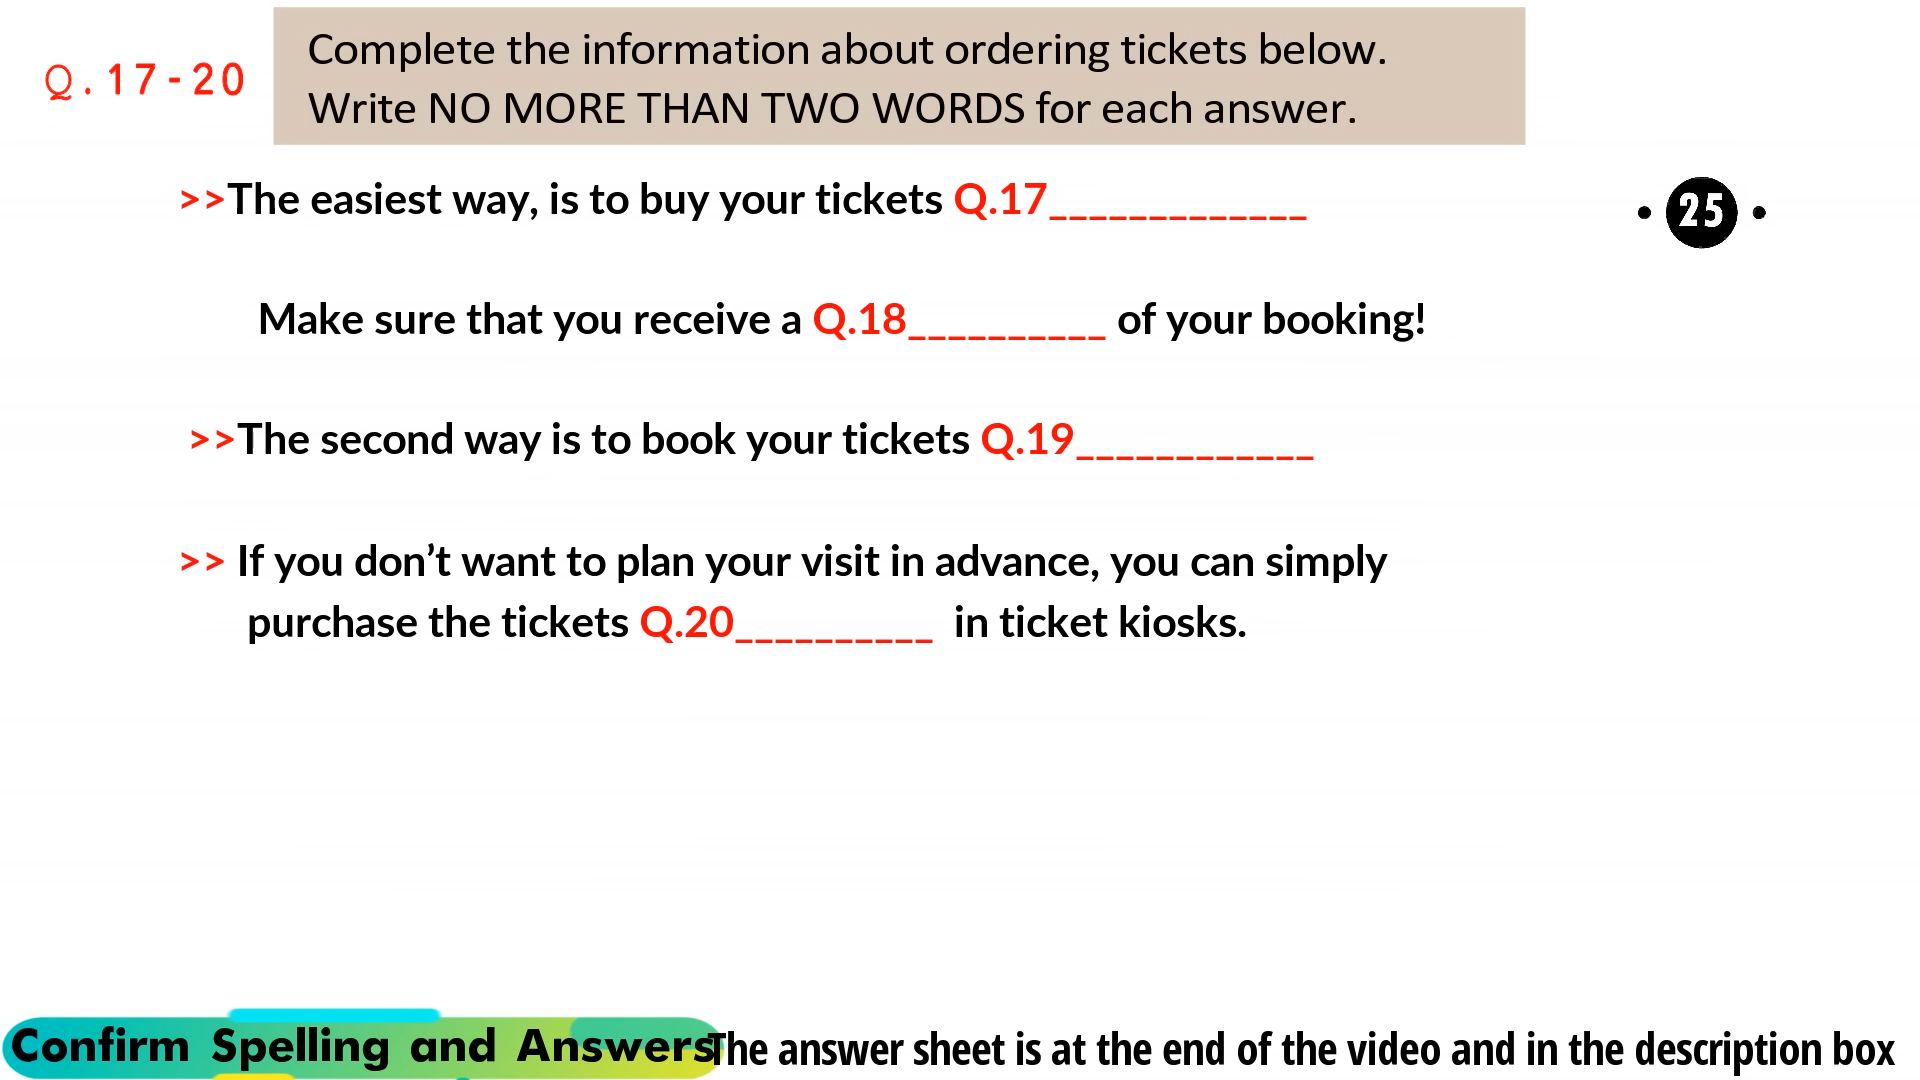 Q.17-20
Complete the information about ordering tickets below.
Write NO MORE THAN TWO WORDS for each answer.
>>The easiest way, is to buy your tickets Q.17_____________
25
Make sure that you receive a Q.18__________ of your booking!
>>The second way is to book your tickets Q.19____________
>> If you don’t want to plan your visit in advance, you can simply
purchase the tickets Q.20__________ in ticket kiosks.
Confirm Spelling and Answers
The answer sheet is at the end of the video and in the description box